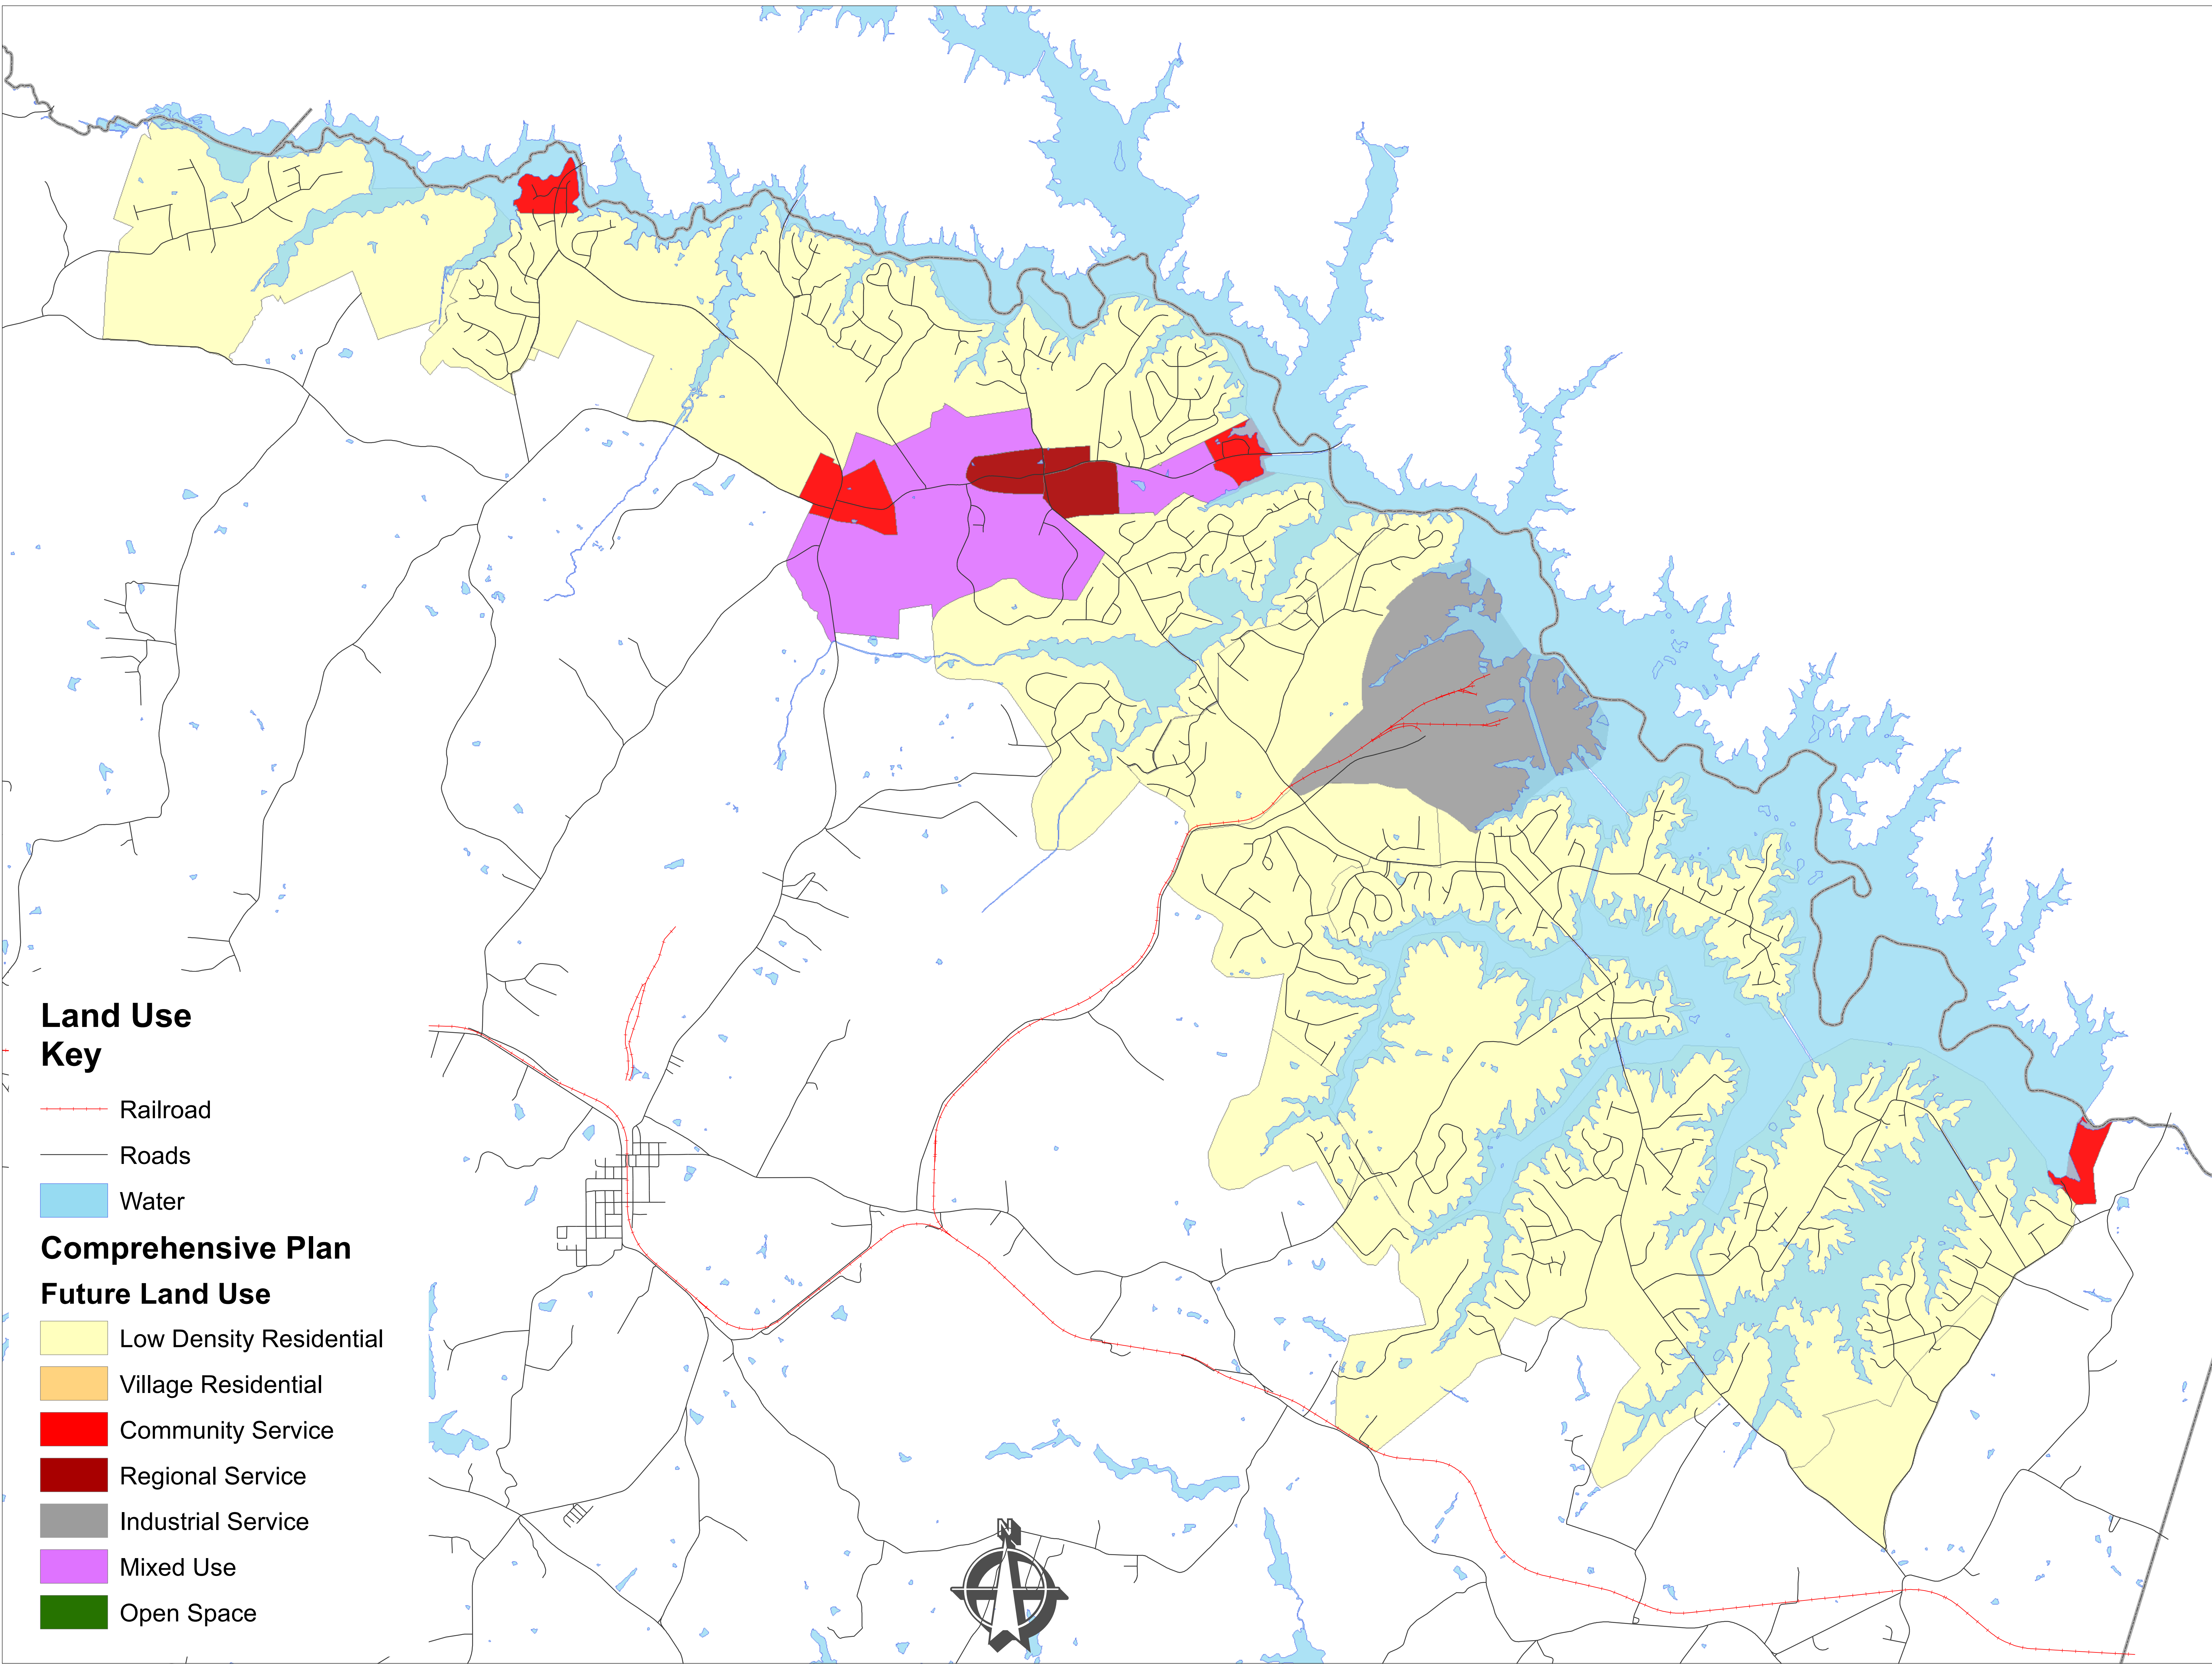 Land Use
Key
Railroad
Roads
Water
Comprehensive Plan
Future Land Use
Low Density Residential
Village Residential
Community Service
Regional Service
Industrial Service
Mixed Use
Open Space
N